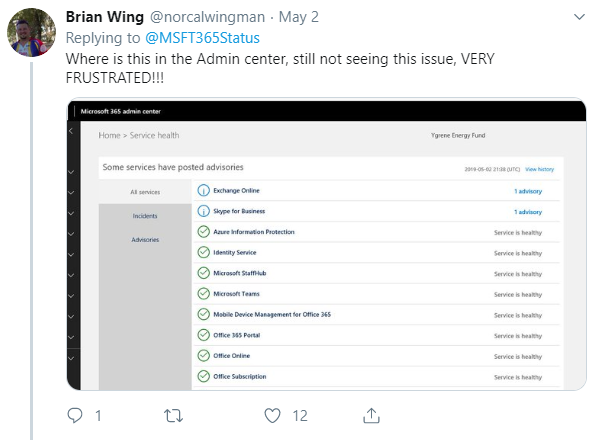 Brian Wing @norcalwingman · May 2
Replying to @MSFT365Status
Where is this in the Admin center, still not seeing this issue, VERY
FRUSTRATED!!!
Microsoft 365 admin center
Home > Service health
Ygrene Energy Fund
Some services have posted advisories
2019-05-02 21:08 (UTC) View history
All services
Incidents
Advisories
Exchange Online 1 advisory
Skype for Business 1 advisory
Azure Information Protection Service is healthy
Identity Service Service is healthy
Microsoft StaffHub Service is healthy
Microsoft Teams Service is healthy
Mobile Device Management for Office 365 Service is healthy
Office 365 Portal Service is healthy
Office Online Service is healthy
Office Subscription Service is healthy
1 12